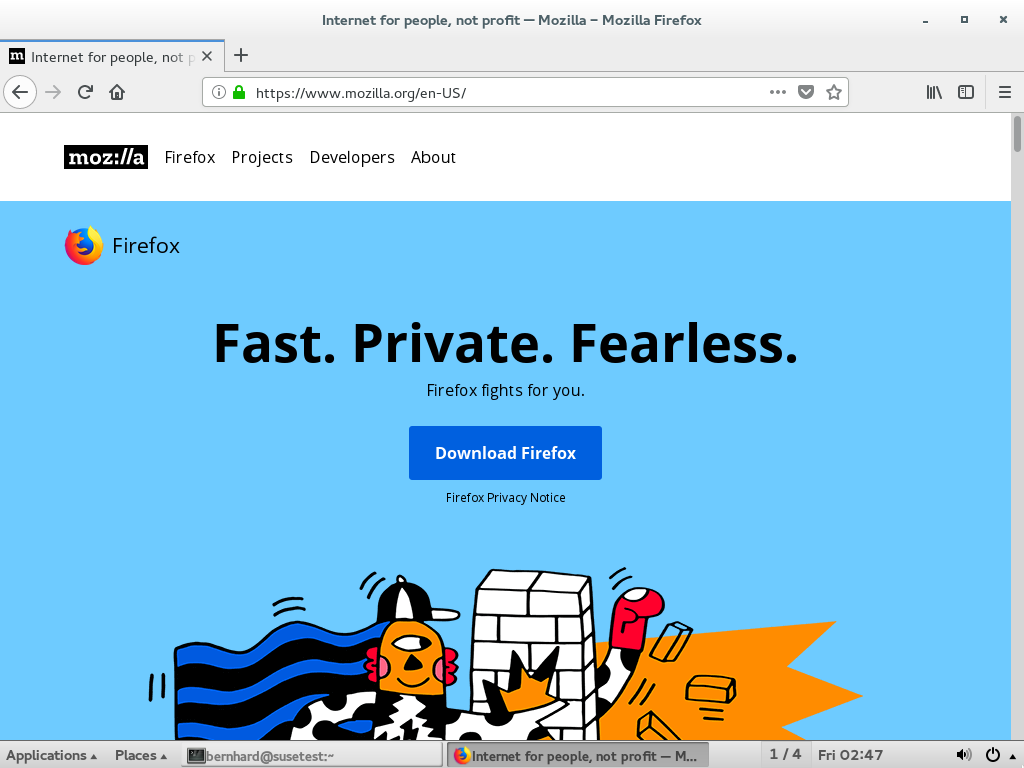 Internet for people, not profit — Mozilla – Mozilla Firefox
Internet for people, not p
https://www.mozilla.org/en-US/
moz://a Firefox Projects Developers About
Firefox
Fast. Private. Fearless.
Firefox fights for you.
Download Firefox
Firefox Privacy Notice
Applications Places bernhard@susetest:~ Internet for people, not profit — M... 1 / 4 Fri 02:47